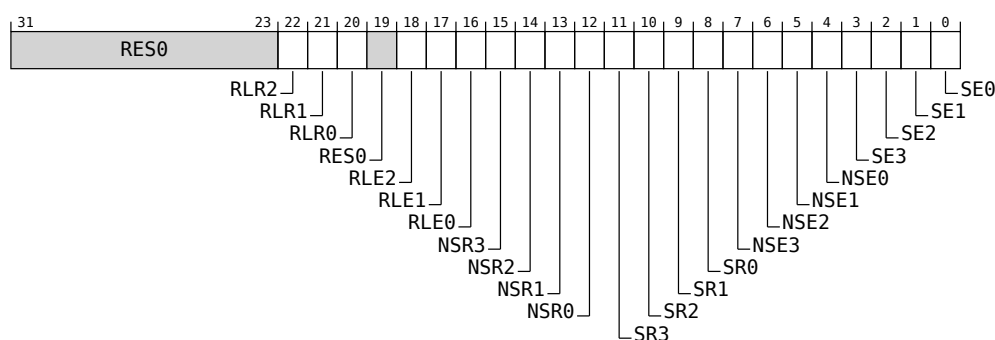 31 23 22 21 20 19 18 17 16 15 14 13 12 11 10 9 8 7 6 5 4 3 2 1 0
RES0
RLR2 SE0
RLR1 SE1
RLR0 SE2
RES0 SE3
RLE2 NSE0
RLE1 NSE1
RLE0 NSE2
NSR3 NSE3
NSR2 SR0
NSR1 SR1
NSR0 SR2
SR3